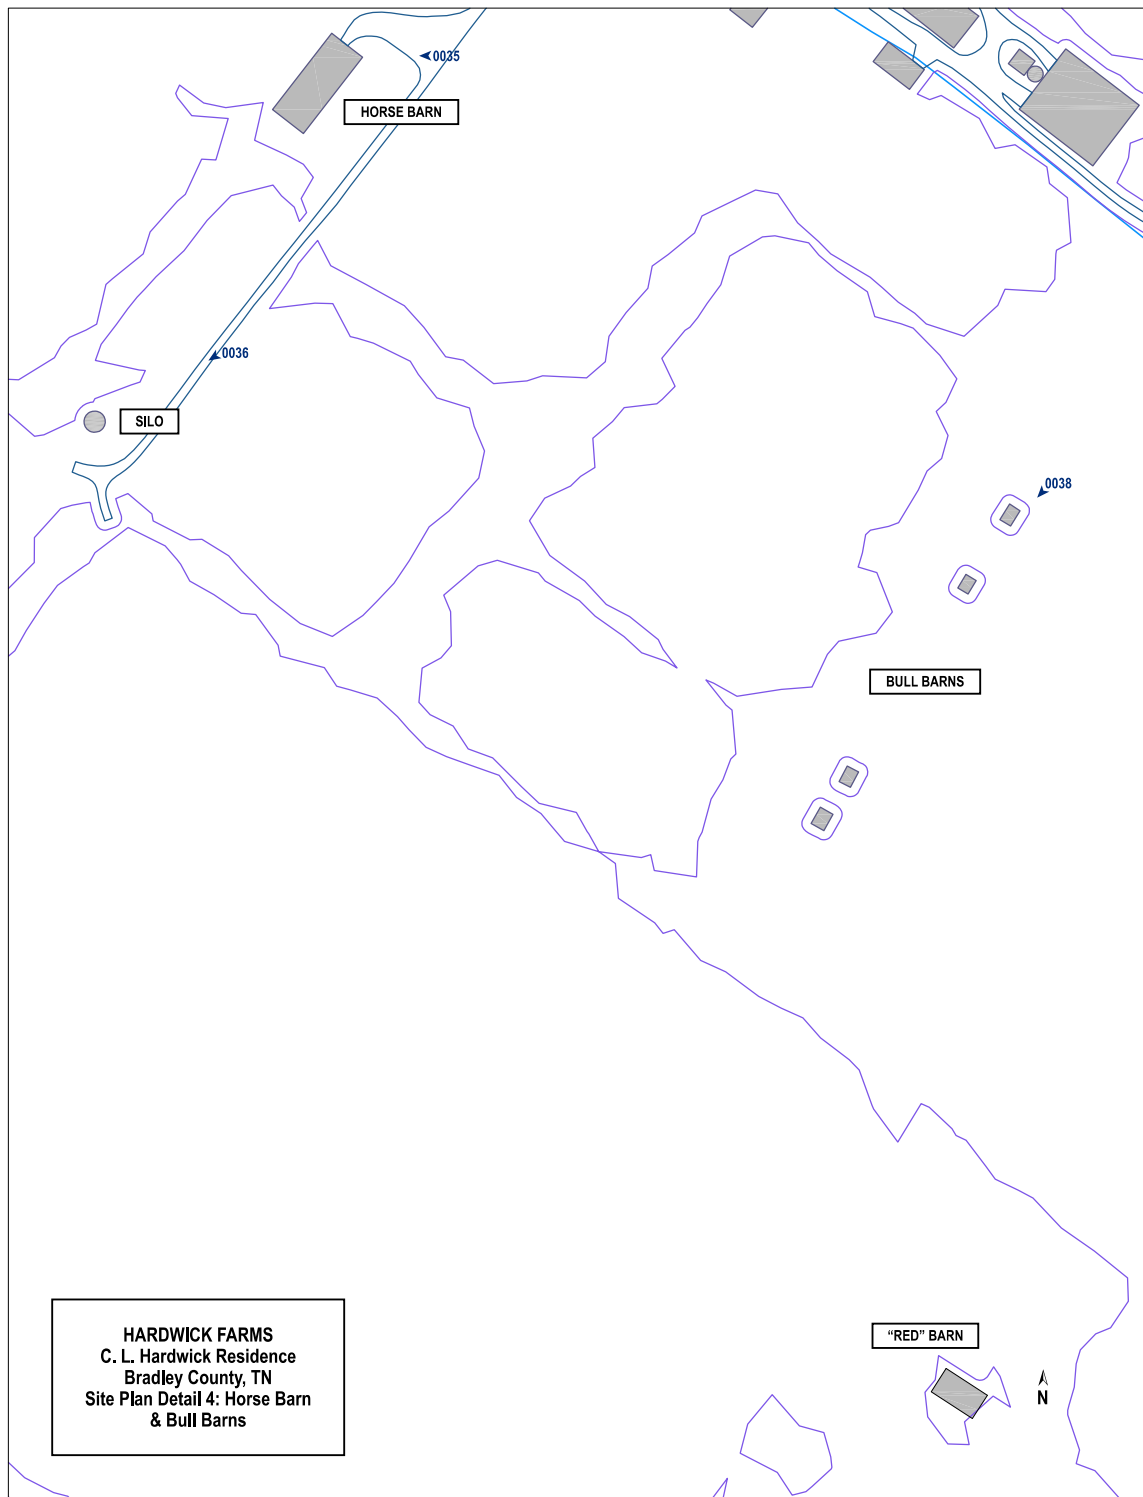 0035
HORSE BARN
0036
SILO
0038
BULL BARNS
"RED" BARN
N
HARDWICK FARMS
C. L. Hardwick Residence
Bradley County, TN
Site Plan Detail 4: Horse Barn
& Bull Barns